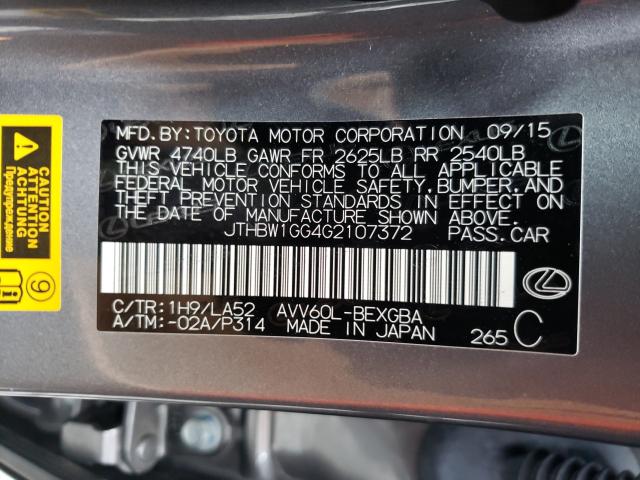 MFD.BY:TOYOTA MOTOR CORPORATION 09/15
GVWR 4740LB GAWR FR 2625LB RR 2540LB
THIS VEHICLE CONFORMS TO ALL APPLICABLE
FEDERAL MOTOR VEHICLE SAFETY,BUMPER,AND
THEFT PREVENTION STANDARDS IN EFFECT ON
THE DATE OF MANUFACTURE SHOWN ABOVE.
JTHBW1GG4G2107372 PASS.CAR
C/TR:1H9/LA52 AVV60L-BEXGBA
A/TM:-02A/P314 MADE IN JAPAN 265 C
CAUTION
ATTENTION
Предупреждение
9